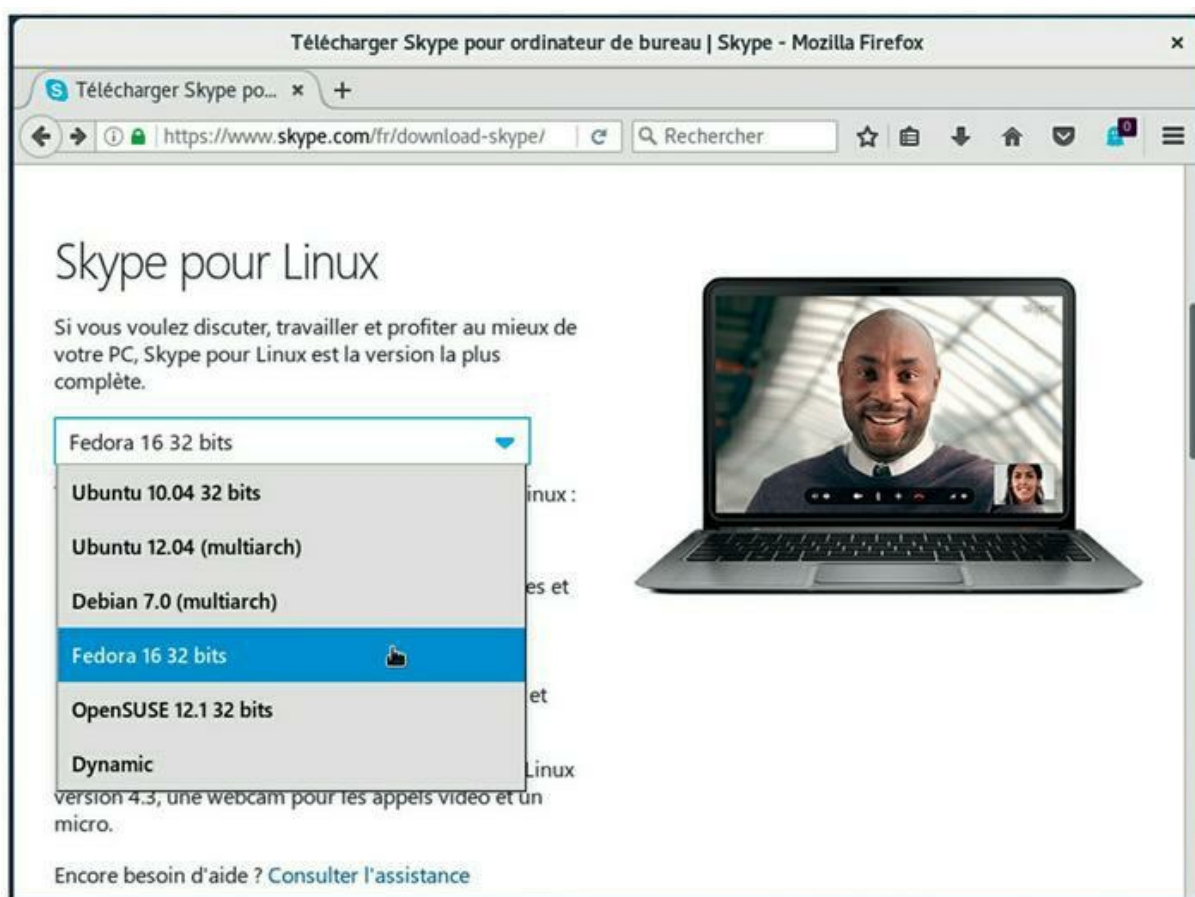 Télécharger Skype pour ordinateur de bureau | Skype - Mozilla Firefox
Télécharger Skype po...
https://www.skype.com/fr/download-skype/
Rechercher
0
Skype pour Linux
Si vous voulez discuter, travailler et profiter au mieux de
votre PC, Skype pour Linux est la version la plus
complète.
Fedora 16 32 bits
Ubuntu 10.04 32 bits
inux :
Ubuntu 12.04 (multiarch)
es et
Debian 7.0 (multiarch)
Fedora 16 32 bits
et
OpenSUSE 12.1 32 bits
Dynamic
Linux
version 4.3, une webcam pour les appels vidéo et un
micro.
Encore besoin d'aide ? Consulter l'assistance
skype